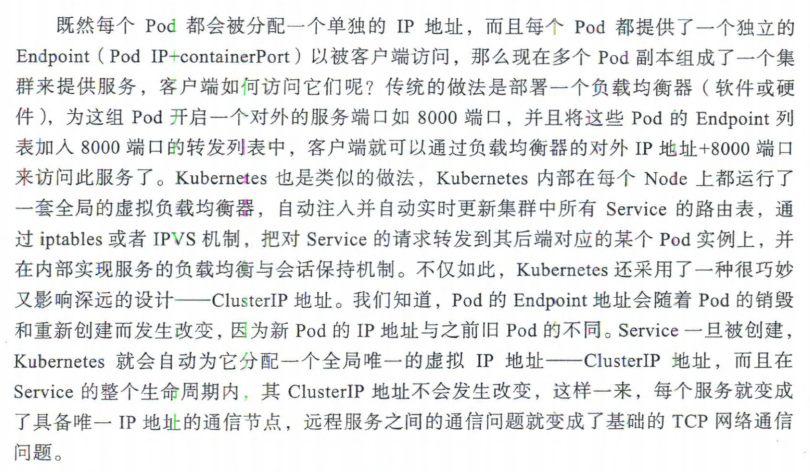 既然每个 Pod 都会被分配一个单独的 IP 地址，而且每个 Pod 都提供了一个独立的
Endpoint（Pod IP+containerPort）以被客户端访问，那么现在多个 Pod 副本组成了一个集
群来提供服务，客户端如何访问它们呢？传统的做法是部署一个负载均衡器（软件或硬
件），为这组 Pod 开启一个对外的服务端口如 8000 端口，并且将这些 Pod 的 Endpoint 列
表加入 8000 端口的转发列表中，客户端就可以通过负载均衡器的对外 IP 地址+8000 端口
来访问此服务了。Kubernetes 也是类似的做法，Kubernetes 内部在每个 Node 上都运行了
一套全局的虚拟负载均衡器，自动注入并自动实时更新集群中所有 Service 的路由表，通
过 iptables 或者 IPVS 机制，把对 Service 的请求转发到其后端对应的某个 Pod 实例上，并
在内部实现服务的负载均衡与会话保持机制。不仅如此，Kubernetes 还采用了一种很巧妙
又影响深远的设计——ClusterIP 地址。我们知道，Pod 的 Endpoint 地址会随着 Pod 的销毁
和重新创建而发生改变，因为新 Pod 的 IP 地址与之前旧 Pod 的不同。Service 一旦被创建，
Kubernetes 就会自动为它分配一个全局唯一的虚拟 IP 地址——ClusterIP 地址，而且在
Service 的整个生命周期内，其 ClusterIP 地址不会发生改变，这样一来，每个服务就变成
了具备唯一 IP 地址的通信节点，远程服务之间的通信问题就变成了基础的 TCP 网络通信
问题。